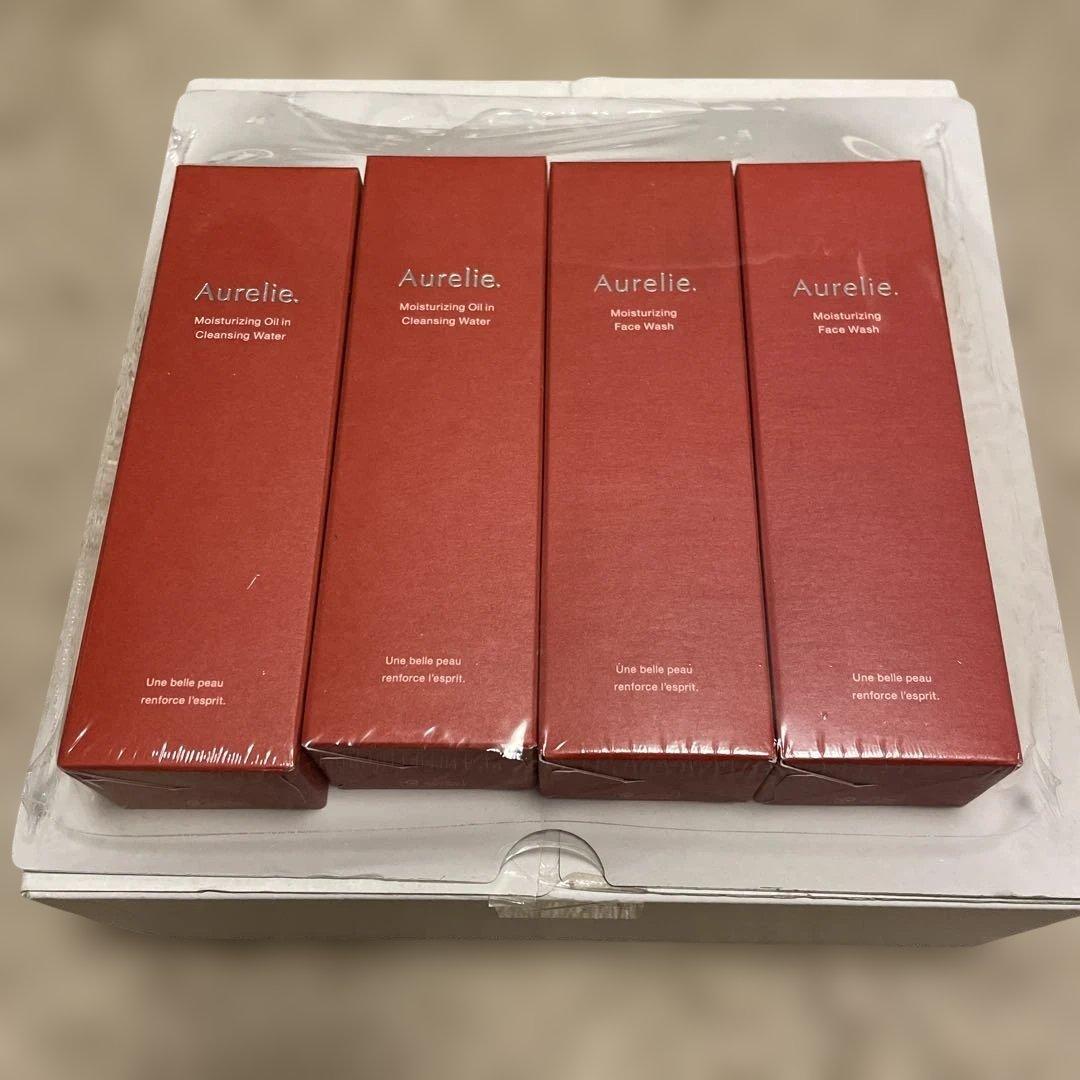 Aurelie.
Moisturizing Oil in
Cleansing Water
Une belle peau
renforce l'esprit.
Aurelie.
Moisturizing Oil in
Cleansing Water
Une belle peau
renforce l'esprit.
Aurelie.
Moisturizing
Face Wash
Une belle peau
renforce l'esprit.
Aurelie.
Moisturizing
Face Wash
Une belle peau
renforce l'esprit.